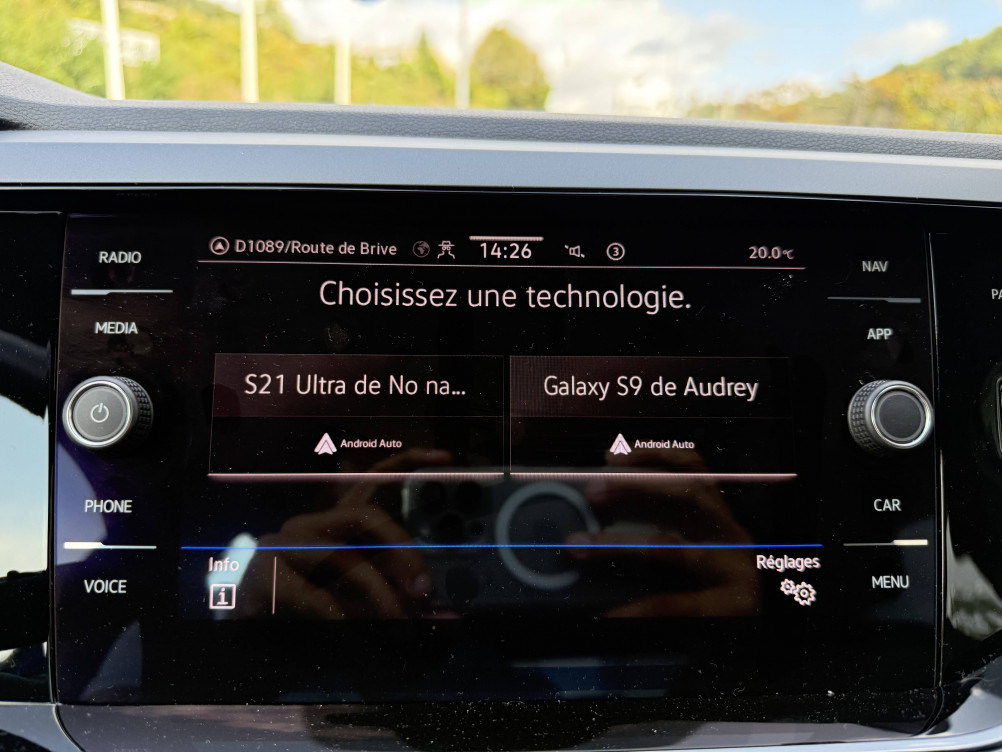 RADIO
MEDIA
PHONE
VOICE
D1089/Route de Brive 14:26 3 20.0°C
Choisissez une technologie.
S21 Ultra de No na...
Android Auto
Galaxy S9 de Audrey
Android Auto
Info
i
Réglages
NAV
APP
CAR
MENU